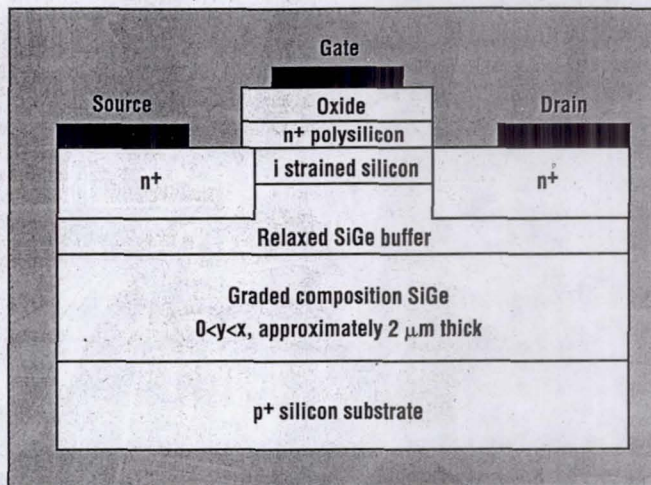 Gate
Source
Oxide
Drain
n+ polysilicon
n+
i strained silicon
n+
Relaxed SiGe buffer
Graded composition SiGe
0<y<x, approximately 2 μm thick
p+ silicon substrate